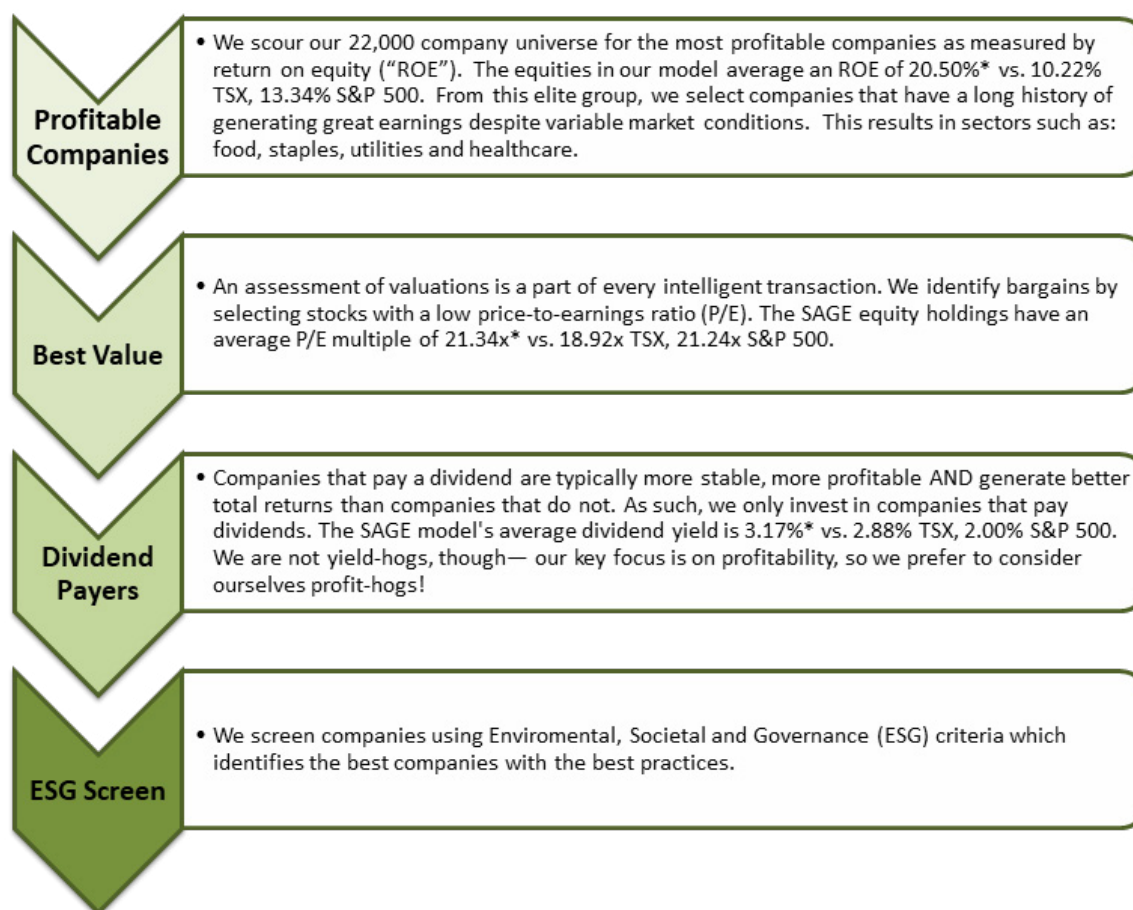 Profitable
Companies
• We scour our 22,000 company universe for the most profitable companies as measured by
return on equity (“ROE”).  The equities in our model average an ROE of 20.50%* vs. 10.22%
TSX, 13.34% S&P 500.  From this elite group, we select companies that have a long history of
generating great earnings despite variable market conditions.  This results in sectors such as:
food, staples, utilities and healthcare.
Best Value
• An assessment of valuations is a part of every intelligent transaction. We identify bargains by
selecting stocks with a low price-to-earnings ratio (P/E). The SAGE equity holdings have an
average P/E multiple of 21.34x* vs. 18.92x TSX, 21.24x S&P 500.
Dividend
Payers
• Companies that pay a dividend are typically more stable, more profitable AND generate better
total returns than companies that do not. As such, we only invest in companies that pay
dividends. The SAGE model's average dividend yield is 3.17%* vs. 2.88% TSX, 2.00% S&P 500.
We are not yield-hogs, though— our key focus is on profitability, so we prefer to consider
ourselves profit-hogs!
ESG Screen
• We screen companies using Enviromental, Societal and Governance (ESG) criteria which
identifies the best companies with the best practices.